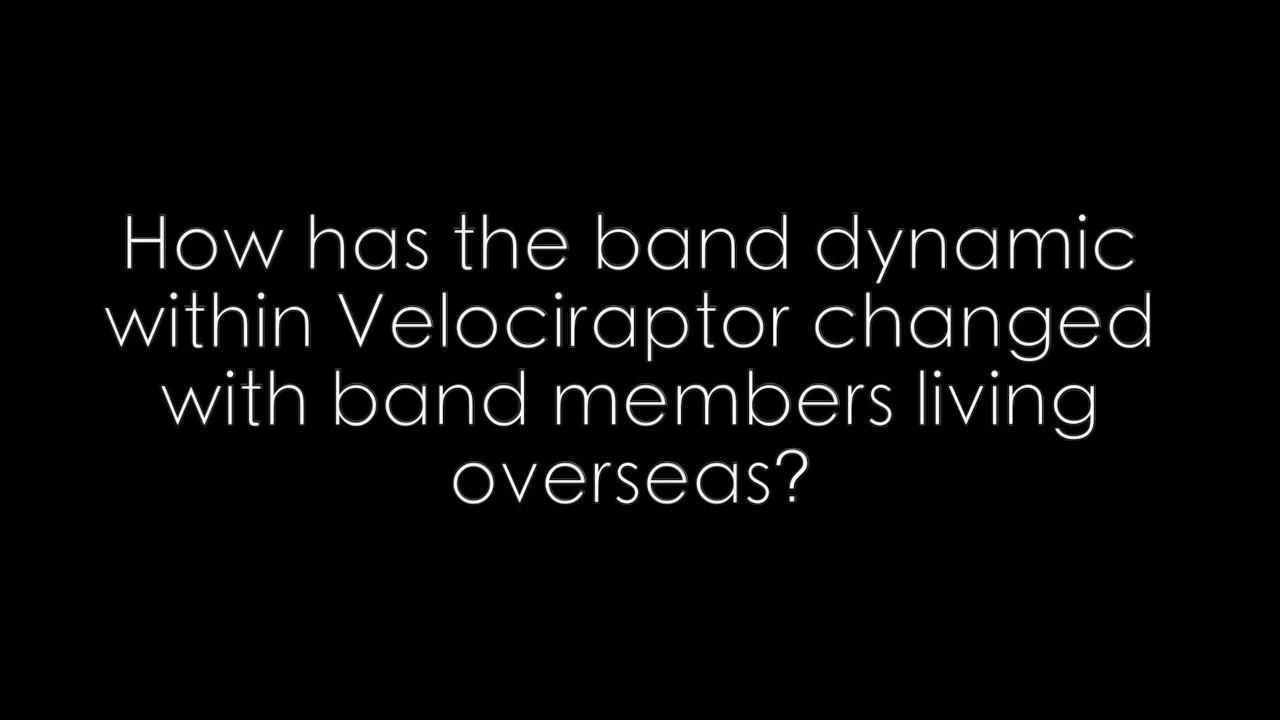 How has the band dynamic
within Velociraptor changed
with band members living
overseas?